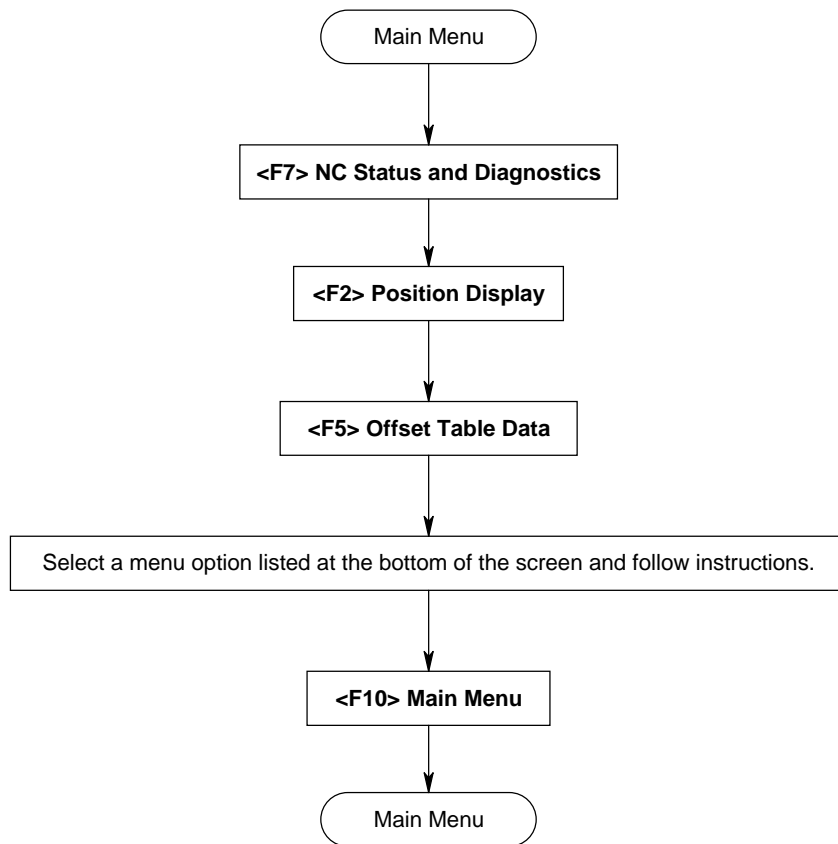 Main Menu
<F7> NC Status and Diagnostics
<F2> Position Display
<F5> Offset Table Data
Select a menu option listed at the bottom of the screen and follow instructions.
<F10> Main Menu
Main Menu